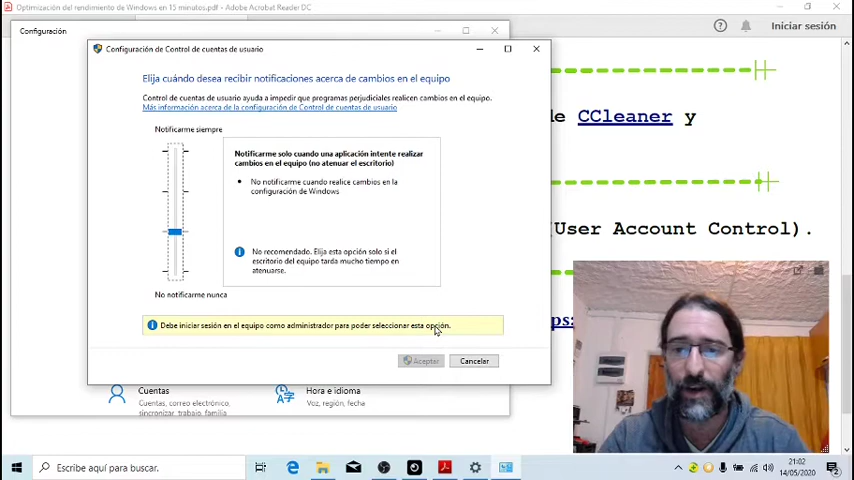 Optimización del rendimiento de Windows en 15 minutos.pdf - Adobe Acrobat Reader DC
Iniciar sesión
Configuración
Configuración de Control de cuentas de usuario
Elija cuándo desea recibir notificaciones acerca de cambios en el equipo
Control de cuentas de usuario ayuda a impedir que programas perjudiciales realicen cambios en el equipo.
Más información acerca de la configuración de Control de cuentas de usuario
Notificarme siempre
Notificarme solo cuando una aplicación intente realizar
cambios en el equipo (no atenuar el escritorio)
No notificarme cuando realice cambios en la
configuración de Windows
No recomendado. Elija esta opción solo si el
escritorio del equipo tarda mucho tiempo en
atenuarse.
No notificarme nunca
Debe iniciar sesión en el equipo como administrador para poder seleccionar esta opción.
Aceptar
Cancelar
de CCleaner y
(User Account Control).
ps:
Cuentas
Cuentas, correo electrónico,
sincronizar, trabajo, familia
Hora e idioma
Voz, región, fecha
Escribe aquí para buscar.
21:02
14/05/2020
2